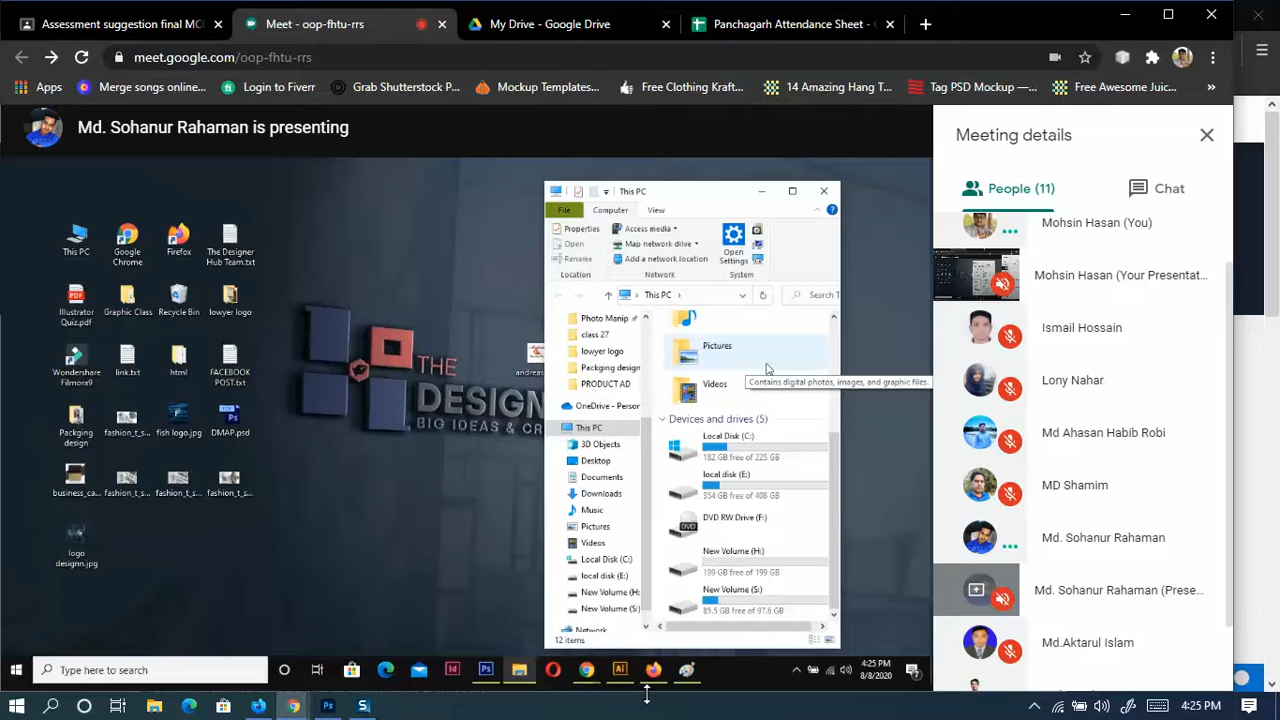 Assessment suggestion final MC
Meet - oop-fhtu-rrs
My Drive - Google Drive
Panchagarh Attendance Sheet -
meet.google.com/oop-fhtu-rrs
Apps
Merge songs online...
Login to Fiverr
Grab Shutterstock P...
Mockup Templates...
Free Clothing Kraft...
14 Amazing Hang T...
Tag PSD Mockup —...
Free Awesome Juic...
»
Md. Sohanur Rahaman is presenting
This PC
Google
Chrome
Firefox
The Designer
Hub Team.txt
Illustrator
Quiz.pdf
Graphic Class
Recycle Bin
lowyer logo
Wondershare
Filmora9
link.txt
html
FACEBOOK
POST.txt
Packging
design
fashion_t_s...
fish logo.jpg
DMAP.psd
business_ca...
fashion_t_s...
fashion_t_s...
fashion_t_s...
logo
designn.jpg
THE
DESIGN
BIG IDEAS & CR
andreas
This PC
File
Computer
View
Properties
Open
Rename
Location
Access media
Map network drive
Add a network location
Network
Open
Settings
System
This PC
Search T
Photo Manip
class 27
lowyer logo
Packging design
PRODUCT AD
OneDrive - Person
This PC
3D Objects
Desktop
Documents
Downloads
Music
Pictures
Videos
Local Disk (C:)
local disk (E:)
New Volume (H:
New Volume (S:)
Network
12 items
Pictures
Videos
Contains digital photos, images, and graphic files.
Devices and drives (5)
Local Disk (C:)
182 GB free of 225 GB
local disk (E:)
354 GB free of 408 GB
DVD RW Drive (F:)
New Volume (H:)
199 GB free of 199 GB
New Volume (S:)
85.5 GB free of 97.6 GB
Type here to search
4:25 PM
8/8/2020
Meeting details
People (11)
Chat
Mohsin Hasan (You)
Mohsin Hasan (Your Presentat...
Ismail Hossain
Lony Nahar
Md Ahasan Habib Robi
MD Shamim
Md. Sohanur Rahaman
Md. Sohanur Rahaman (Prese...
Md.Aktarul Islam
4:25 PM